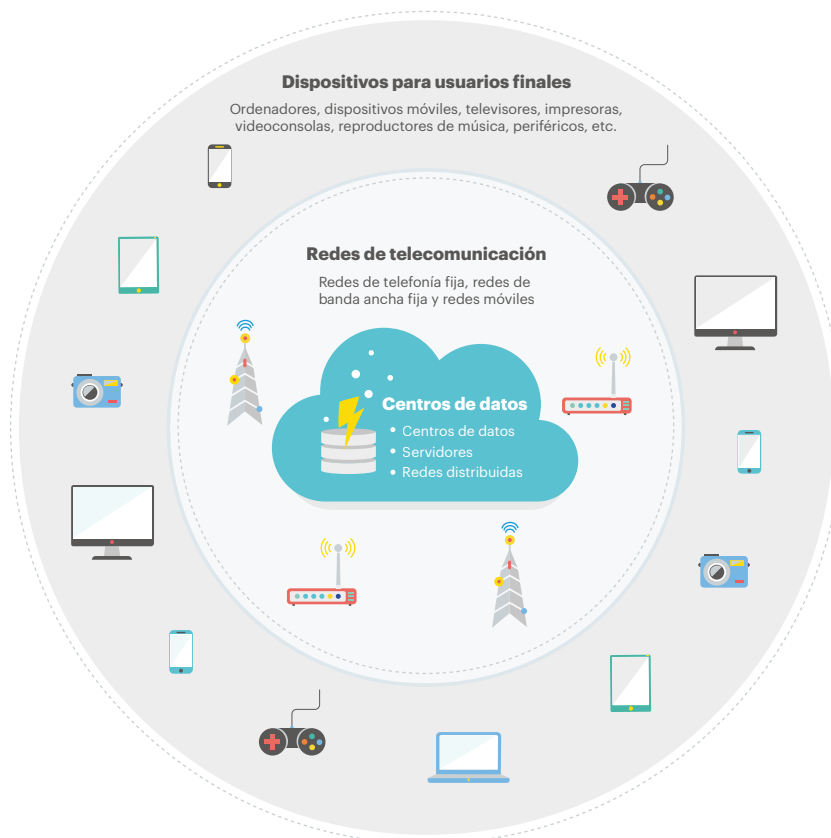 Dispositivos para usuarios finales
Ordenadores, dispositivos móviles, televisores, impresoras,
videoconsolas, reproductores de música, periféricos, etc.
Redes de telecomunicación
Redes de telefonía fija, redes de
banda ancha fija y redes móviles
Centros de datos
• Centros de datos
• Servidores
• Redes distribuidas